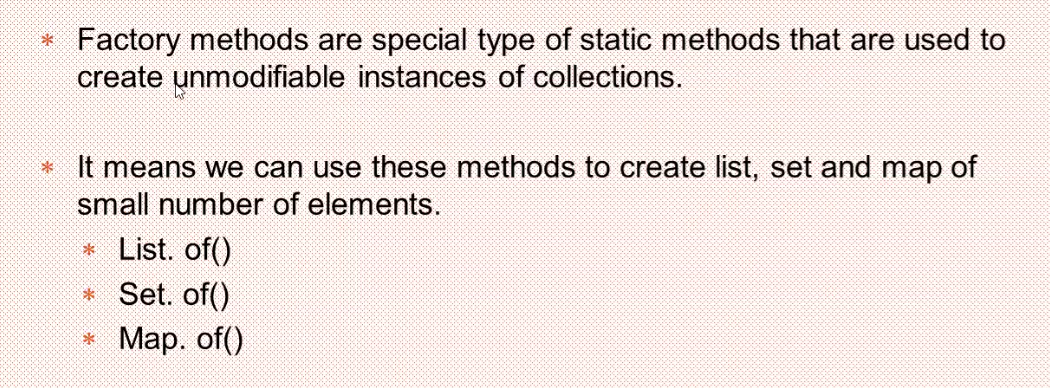 * Factory methods are special type of static methods that are used to
create unmodifiable instances of collections.
* It means we can use these methods to create list, set and map of
small number of elements.
* List. of()
* Set. of()
* Map. of()